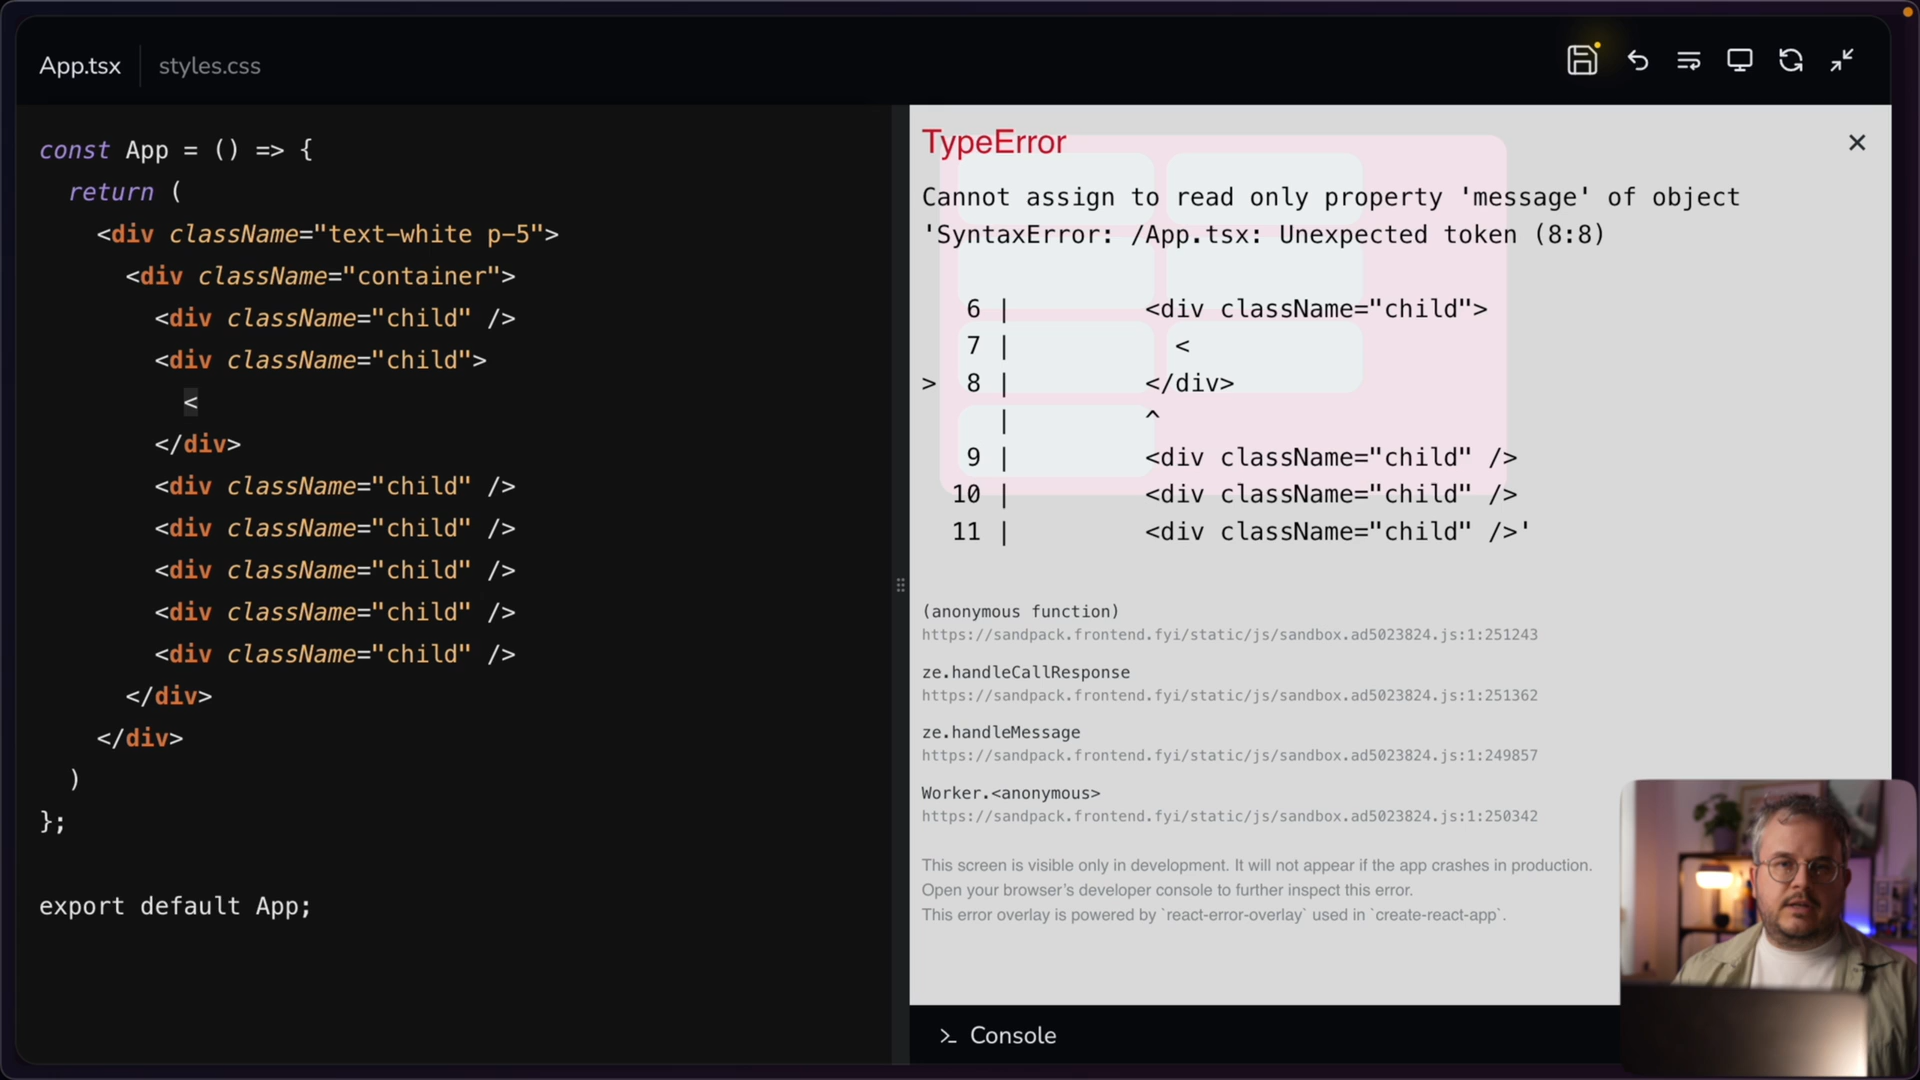 App.tsx
styles.css
const App = () => {
return (
<div className="text-white p-5">
<div className="container">
<div className="child" />
<div className="child">
<
</div>
<div className="child" />
<div className="child" />
<div className="child" />
<div className="child" />
<div className="child" />
</div>
</div>
)
};
export default App;
TypeError
Cannot assign to read only property 'message' of object
'SyntaxError: /App.tsx: Unexpected token (8:8)
6 | <div className="child">
7 | <
> 8 | </div>
| ^
9 | <div className="child" />
10 | <div className="child" />
11 | <div className="child" />'
(anonymous function)
https://sandpack.frontend.fyi/static/js/sandbox.ad5023824.js:1:251243
ze.handleCallResponse
https://sandpack.frontend.fyi/static/js/sandbox.ad5023824.js:1:251362
ze.handleMessage
https://sandpack.frontend.fyi/static/js/sandbox.ad5023824.js:1:249857
Worker.<anonymous>
https://sandpack.frontend.fyi/static/js/sandbox.ad5023824.js:1:250342
This screen is visible only in development. It will not appear if the app crashes in production.
Open your browser’s developer console to further inspect this error.
This error overlay is powered by `react-error-overlay` used in `create-react-app`.
Console